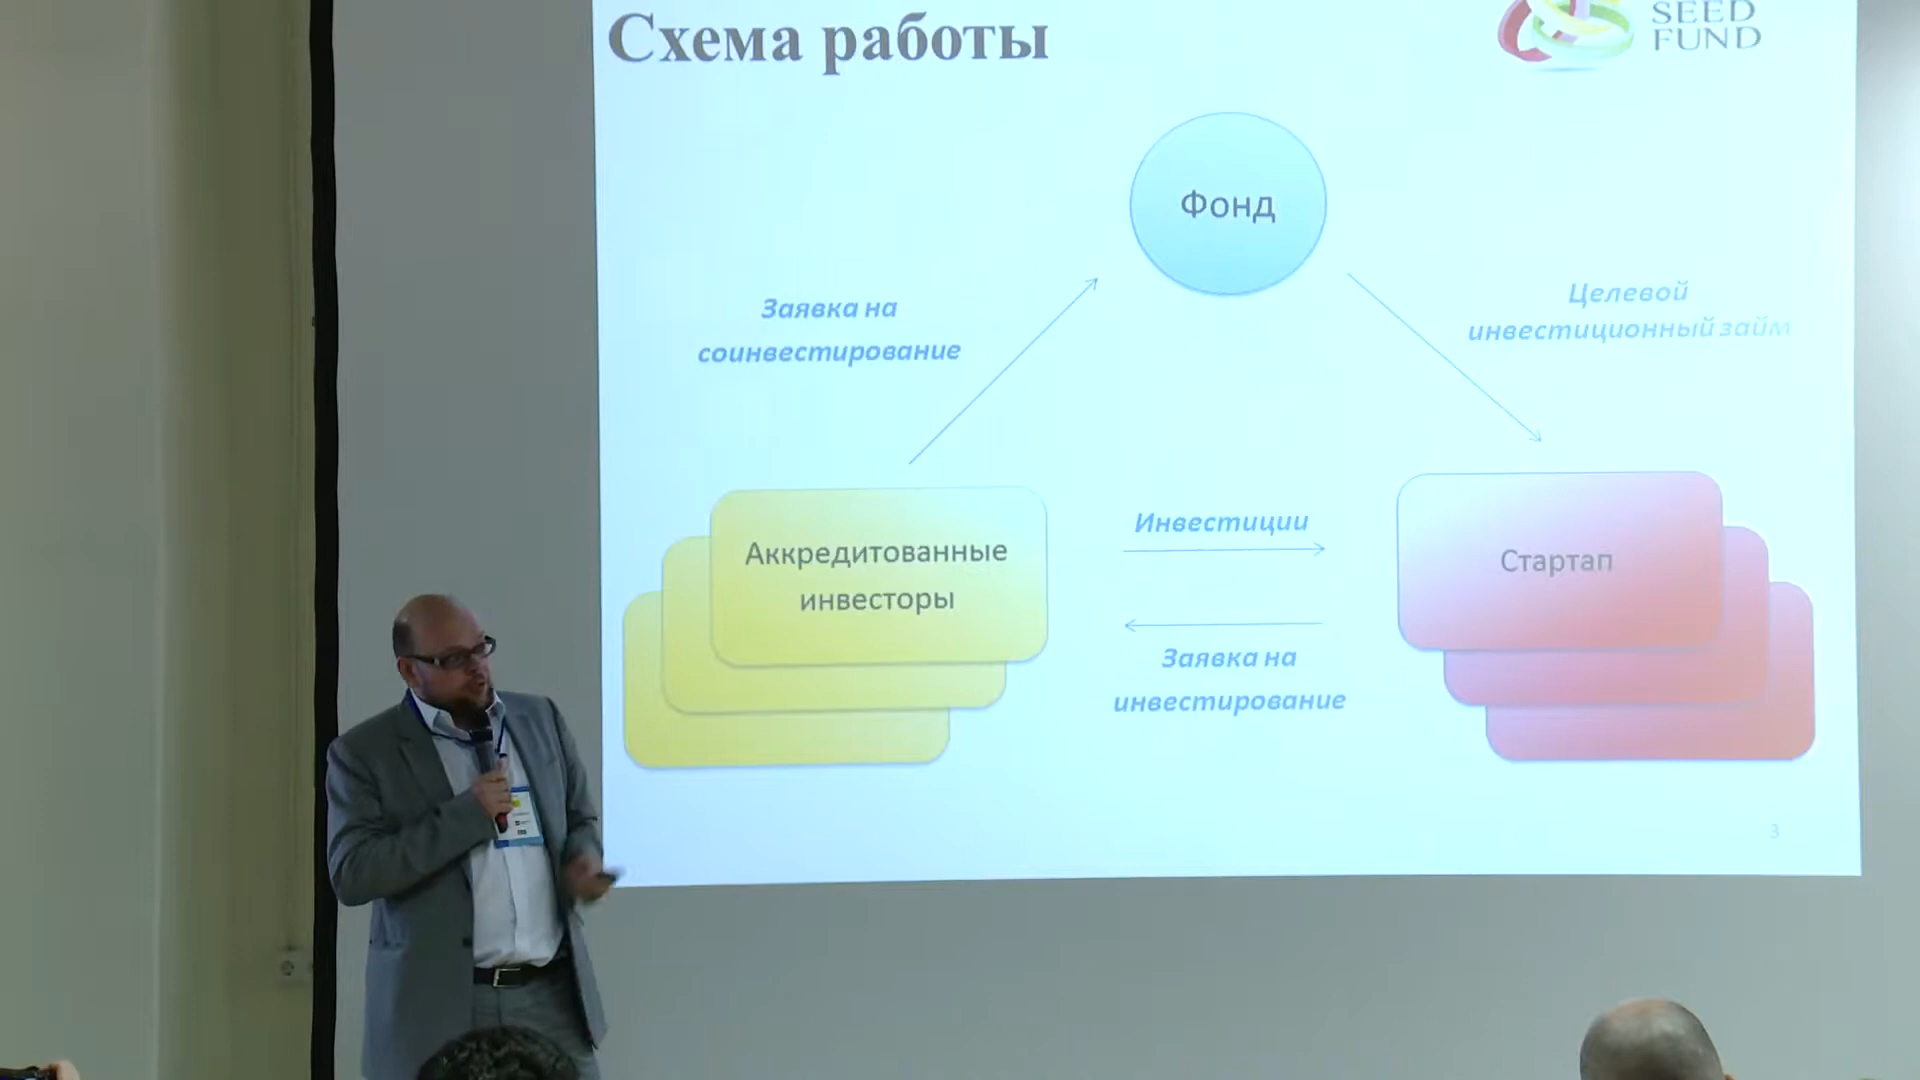 Схема работы
SEED
FUND
Фонд
Заявка на
соинвестирование
Целевой
инвестиционный займ
Аккредитованные
инвесторы
Инвестиции
Стартап
Заявка на
инвестирование
3